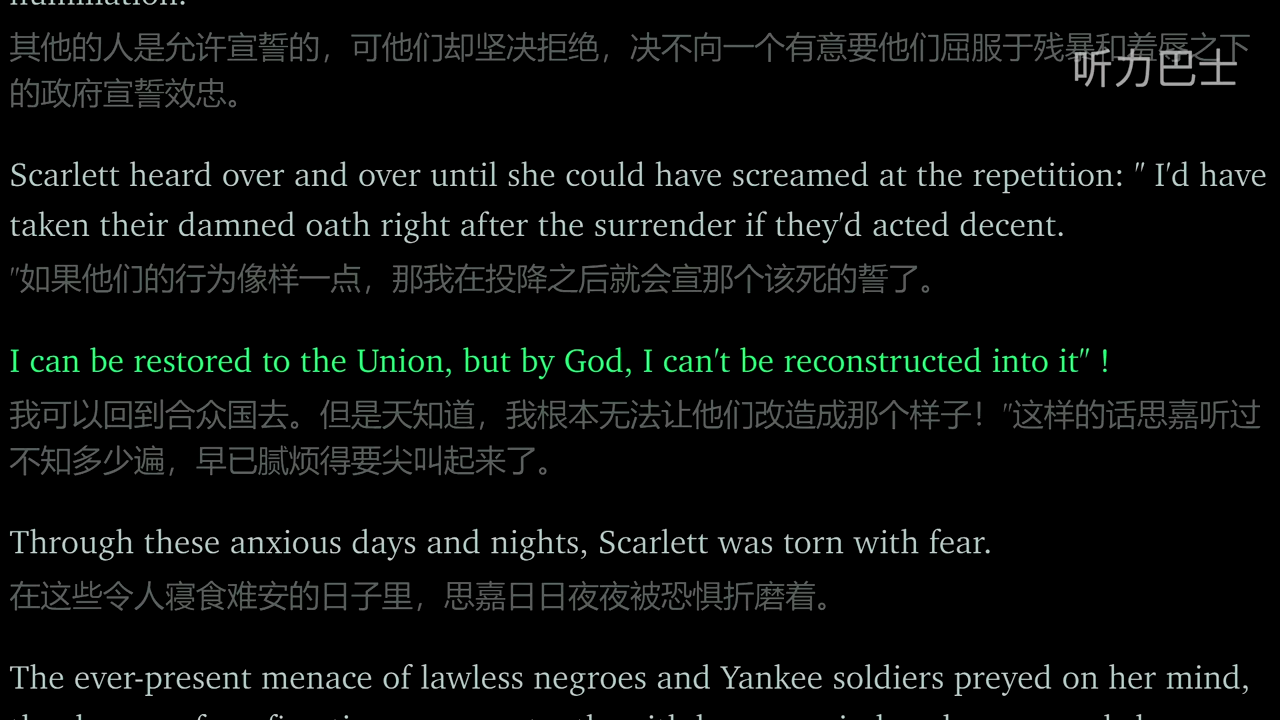 其他的人是允许宣誓的，可他们却坚决拒绝，决不向一个有意要他们屈服于残暴和羞辱之下
的政府宣誓效忠。
听力巴士
Scarlett heard over and over until she could have screamed at the repetition: " I'd have
taken their damned oath right after the surrender if they'd acted decent.
"如果他们的行为像样一点，那我在投降之后就会宣那个该死的誓了。
I can be restored to the Union, but by God, I can't be reconstructed into it" !
我可以回到合众国去。但是天知道，我根本无法让他们改造成那个样子！"这样的话思嘉听过
不知多少遍，早已腻烦得要尖叫起来了。
Through these anxious days and nights, Scarlett was torn with fear.
在这些令人寝食难安的日子里，思嘉日日夜夜被恐惧折磨着。
The ever-present menace of lawless negroes and Yankee soldiers preyed on her mind,